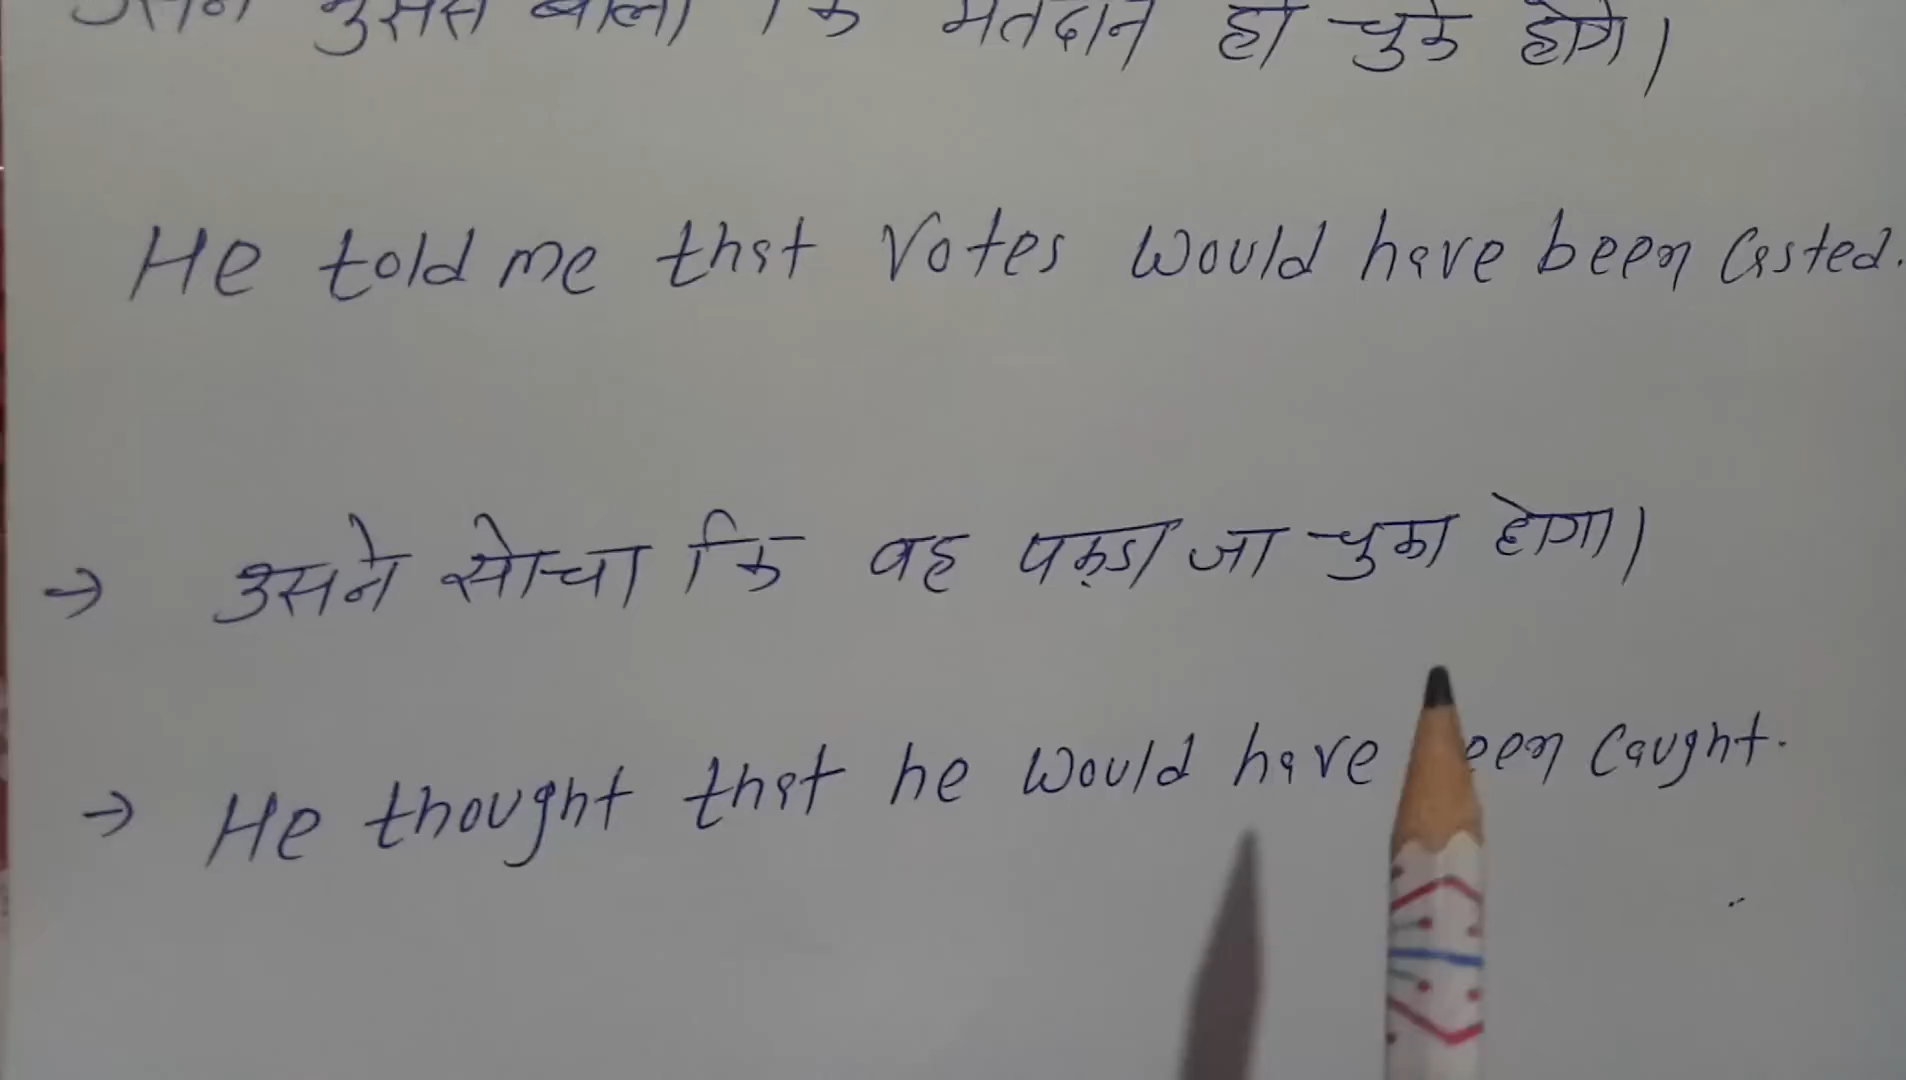 उसने मुझसे बोला कि मतदान हो चुके होंगे।
He told me that Votes would have been Casted.
→ उसने सोचा कि वह पकडा जा चुका होगा।
→ He thought that he would have been Caught.